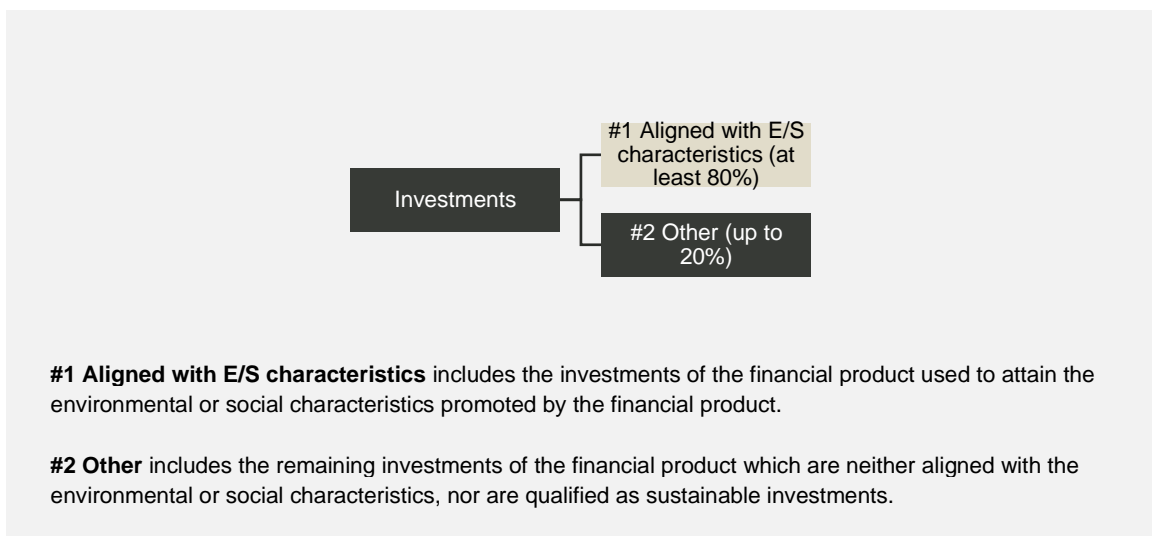 #1 Aligned with E/S
characteristics (at
least 80%)
Investments
#2 Other (up to
20%)
#1 Aligned with E/S characteristics includes the investments of the financial product used to attain the
environmental or social characteristics promoted by the financial product.
#2 Other includes the remaining investments of the financial product which are neither aligned with the
environmental or social characteristics, nor are qualified as sustainable investments.